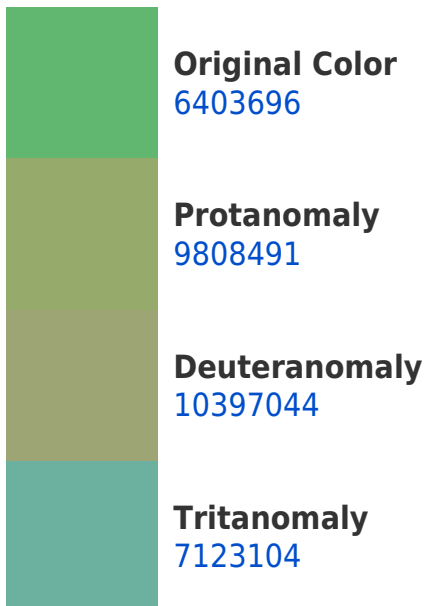 Original Color
6403696
Protanomaly
9808491
Deuteranomaly
10397044
Tritanomaly
7123104